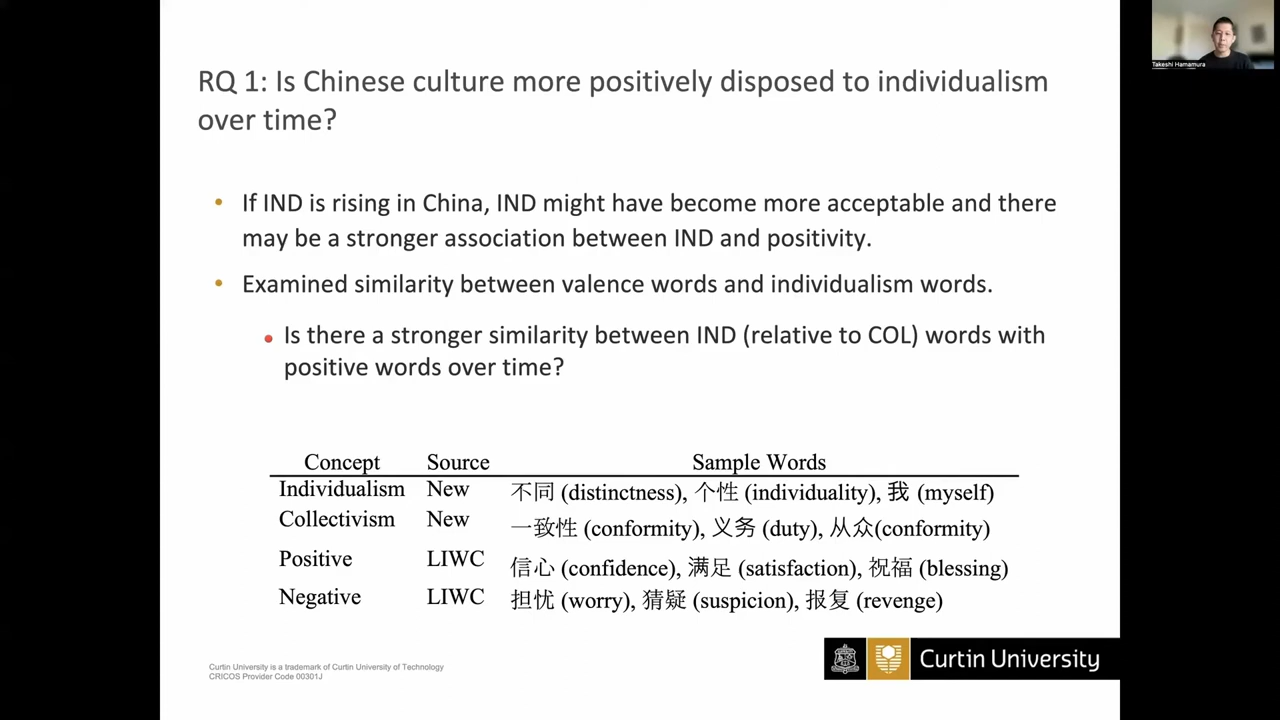 Takeshi Hamamura
RQ 1: Is Chinese culture more positively disposed to individualism
over time?
• If IND is rising in China, IND might have become more acceptable and there
may be a stronger association between IND and positivity.
• Examined similarity between valence words and individualism words.
• Is there a stronger similarity between IND (relative to COL) words with
positive words over time?
Concept Source Sample Words
Individualism New 不同 (distinctness), 个性 (individuality), 我 (myself)
Collectivism New 一致性 (conformity), 义务 (duty), 从众(conformity)
Positive LIWC 信心 (confidence), 满足 (satisfaction), 祝福 (blessing)
Negative LIWC 担忧 (worry), 猜疑 (suspicion), 报复 (revenge)
Curtin University is a trademark of Curtin University of Technology
CRICOS Provider Code 00301J
Curtin University